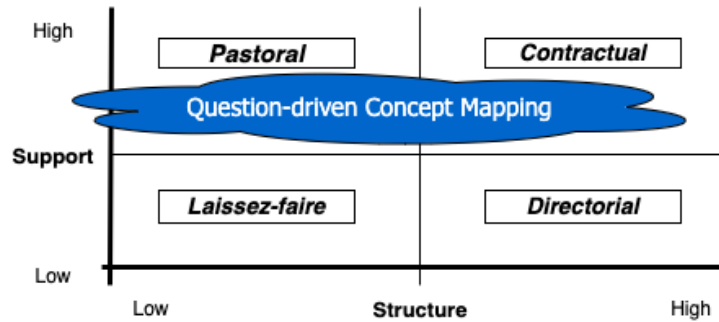 High
Pastoral
Contractual
Question-driven Concept Mapping
Support
Laissez-faire
Directorial
Low
Low
Structure
High